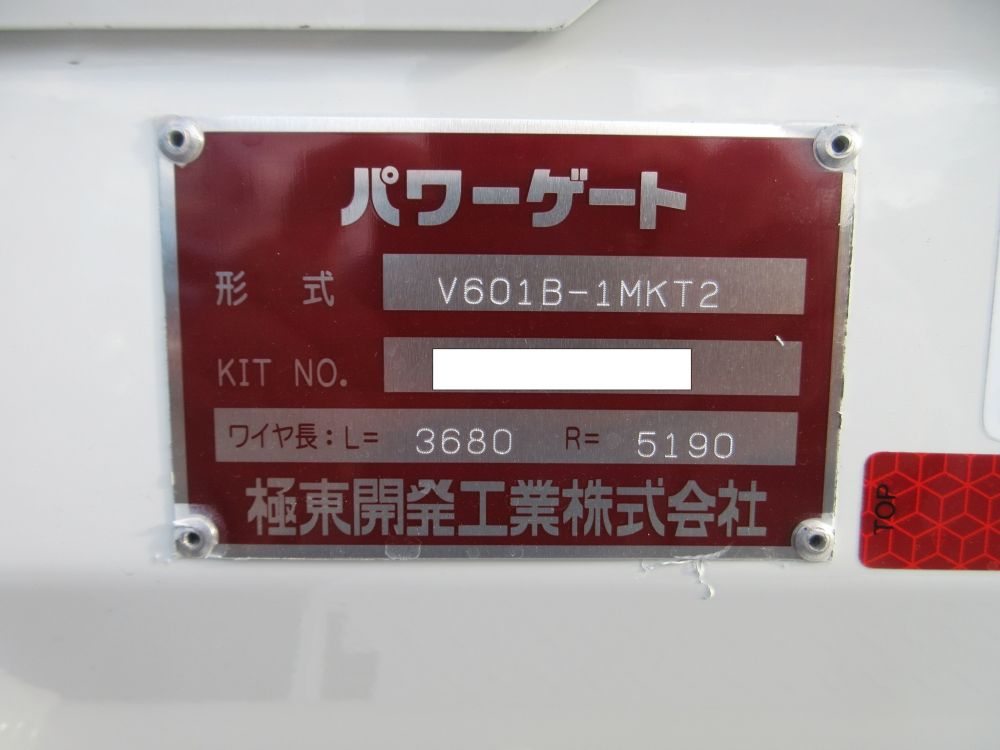 パワーゲート
形式 V601B-1MKT2
KIT NO.
ワイヤ長：L= 3680 R= 5190
極東開発工業株式会社
TOP